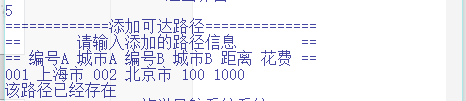 5
=============添加可达路径==============
==       请输入添加的路径信息        ==
== 编号A 城市A 编号B 城市B 距离 花费 ==
001 上海市 002 北京市 100 1000
该路径已经存在